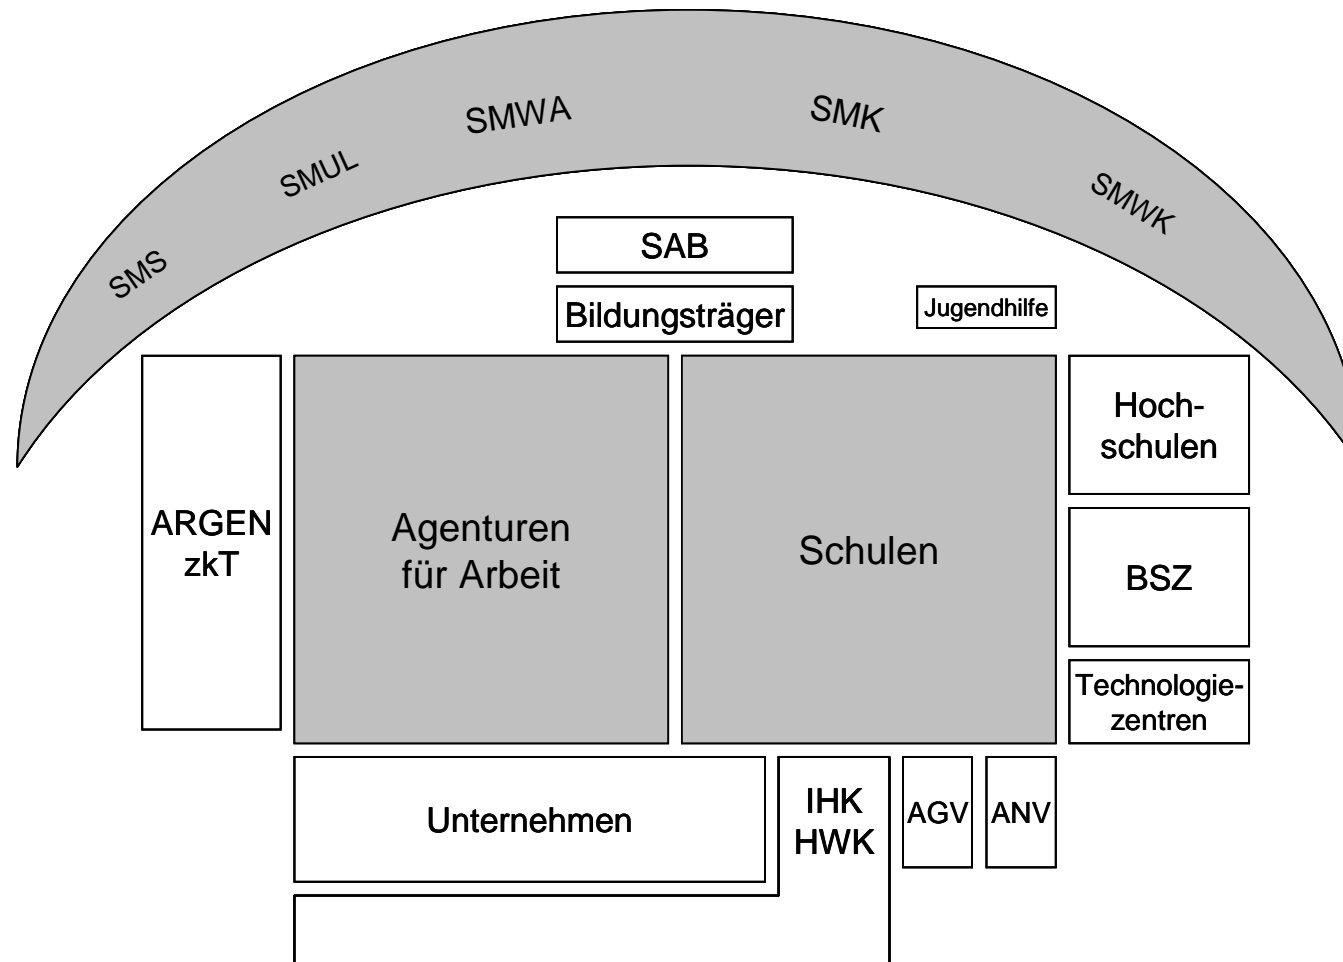 SMWA
SMK
SMUL
SMWK
SMS
SAB
Bildungsträger
Jugendhilfe
ARGEN
zkT
Agenturen
für Arbeit
Schulen
Hoch-
schulen
BSZ
Technologie-
zentren
Unternehmen
IHK
HWK
AGV
ANV